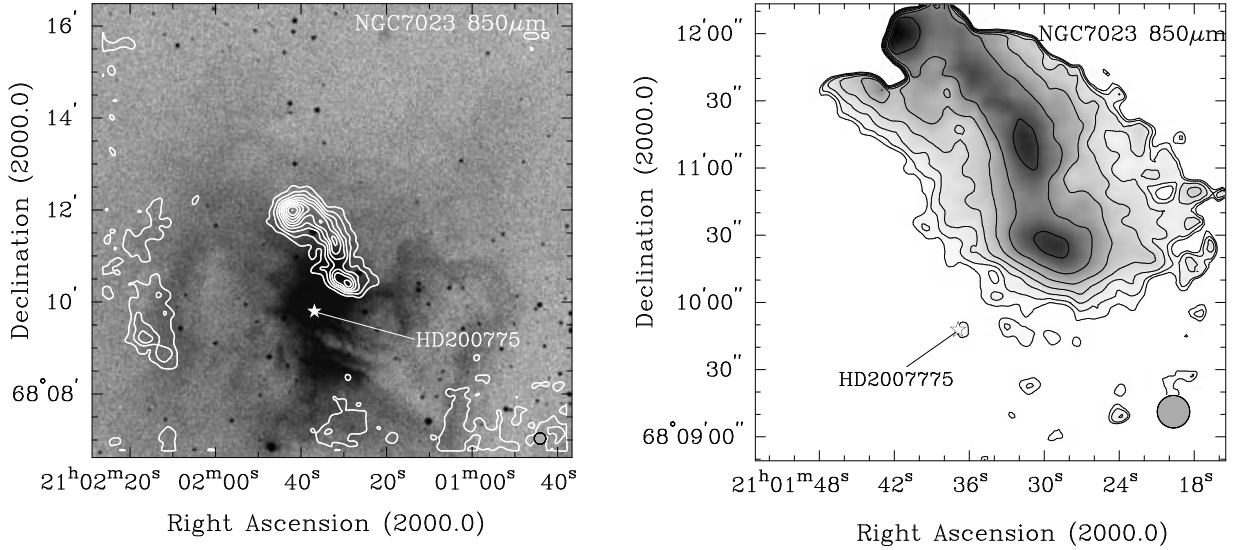 NGC7023 850μm
16′
14′
12′
10′
68°08′
Declination (2000.0)
HD200775
21ʰ02ᵐ20ˢ 02ᵐ00ˢ 40ˢ 20ˢ 01ᵐ00ˢ 40ˢ
Right Ascension (2000.0)
NGC7023 850μm
12′00″
30″
11′00″
30″
10′00″
30″
68°09′00″
Declination (2000.0)
HD2007775
21ʰ01ᵐ48ˢ 42ˢ 36ˢ 30ˢ 24ˢ 18ˢ
Right Ascension (2000.0)